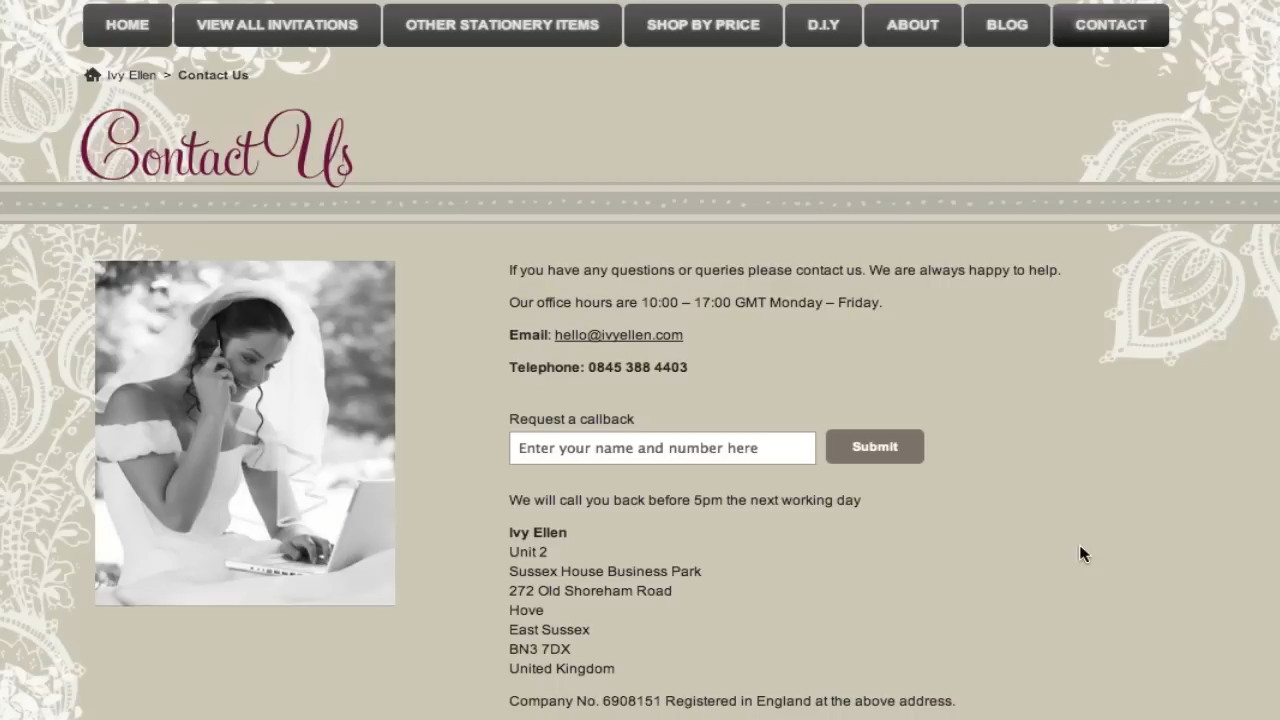 HOME VIEW ALL INVITATIONS OTHER STATIONERY ITEMS SHOP BY PRICE D.I.Y ABOUT BLOG CONTACT
Ivy Ellen > Contact Us
Contact Us
If you have any questions or queries please contact us. We are always happy to help.
Our office hours are 10:00 – 17:00 GMT Monday – Friday.
Email: hello@ivyellen.com
Telephone: 0845 388 4403
Request a callback
Enter your name and number here Submit
We will call you back before 5pm the next working day
Ivy Ellen
Unit 2
Sussex House Business Park
272 Old Shoreham Road
Hove
East Sussex
BN3 7DX
United Kingdom
Company No. 6908151 Registered in England at the above address.